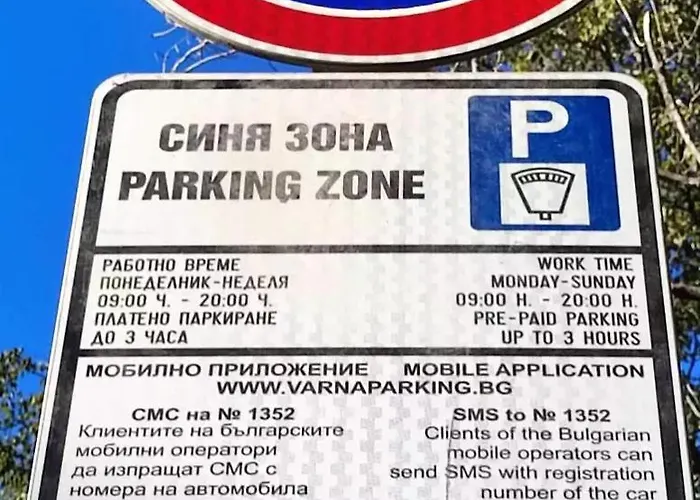 СИНЯ ЗОНА
PARKING ZONE
P
РАБОТНО ВРЕМЕ
ПОНЕДЕЛНИК-НЕДЕЛЯ
09:00 Ч. - 20:00 Ч.
ПЛАТЕНО ПАРКИРАНЕ
ДО 3 ЧАСА
WORK TIME
MONDAY-SUNDAY
09:00 H. - 20:00 H.
PRE-PAID PARKING
UP TO 3 HOURS
МОБИЛНО ПРИЛОЖЕНИЕ MOBILE APPLICATION
WWW.VARNAPARKING.BG
СМС на № 1352
Клиентите на българските
мобилни оператори
да изпращат СМС с
номера на автомобила
SMS to № 1352
Clients of the Bulgarian
mobile operators can
send SMS with registration
number of the car